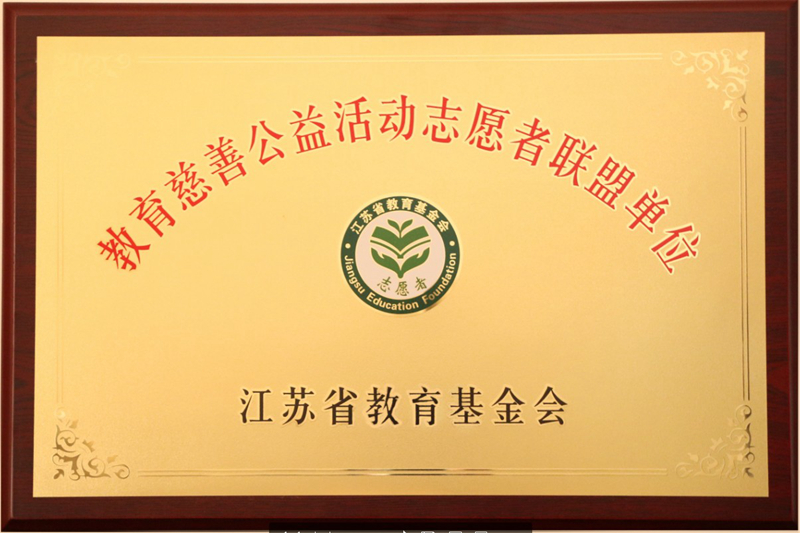 教育慈善公益活动志愿者联盟单位
江苏省教育基金会
志愿者
Jiangsu Education Foundation
江苏省教育基金会